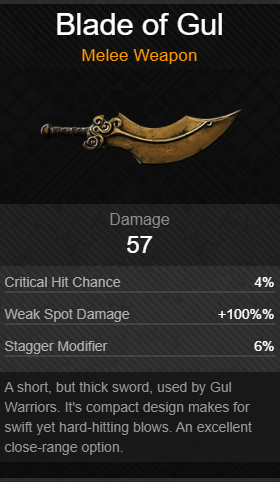 Blade of Gul
Melee Weapon
Damage
57
Critical Hit Chance 4%
Weak Spot Damage +100%%
Stagger Modifier 6%
A short, but thick sword, used by Gul
Warriors. It's compact design makes for
swift yet hard-hitting blows. An excellent
close-range option.